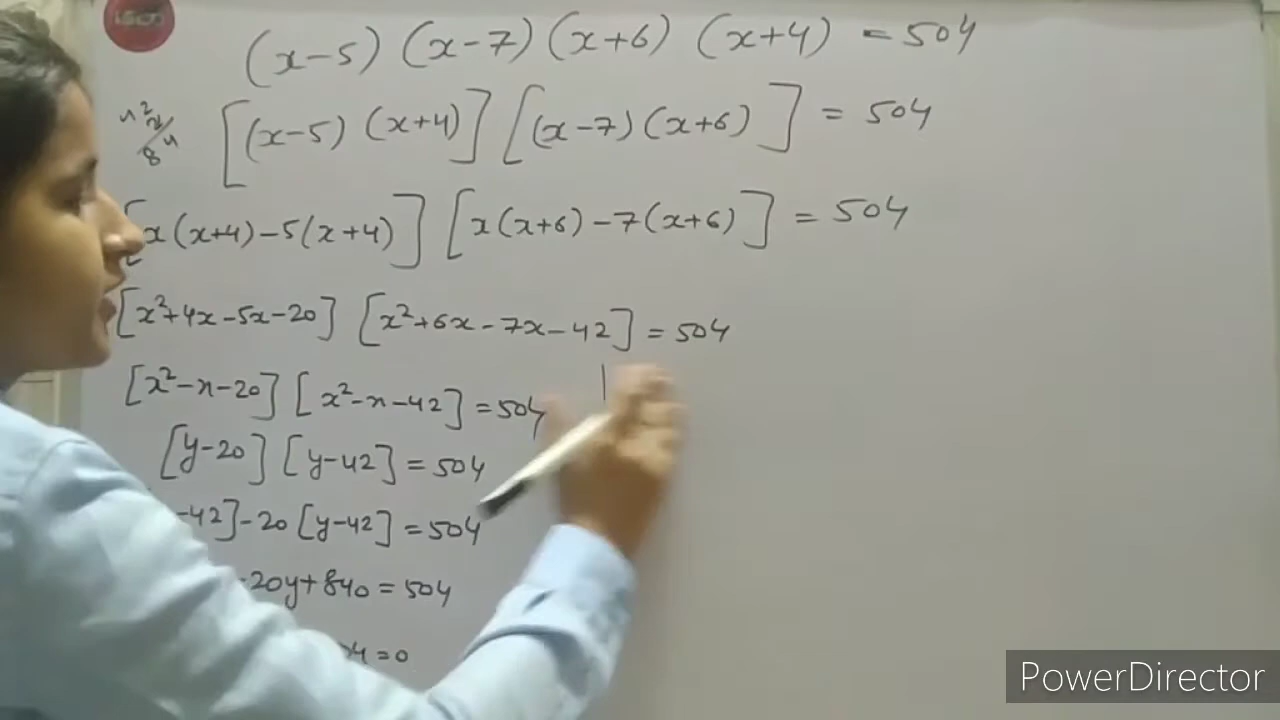 (x-5) (x-7) (x+6) (x+4) = 504
[(x-5) (x+4)] [(x-7) (x+6)] = 504
[x(x+4)-5(x+4)] [x(x+6)-7(x+6)] = 504
[x²+4x-5x-20] [x²+6x-7x-42] = 504
[x²-x-20] [x²-x-42] = 504
[y-20] [y-42] = 504
-42]-20[y-42] = 504
-20y+840 = 504
04 = 0
PowerDirector